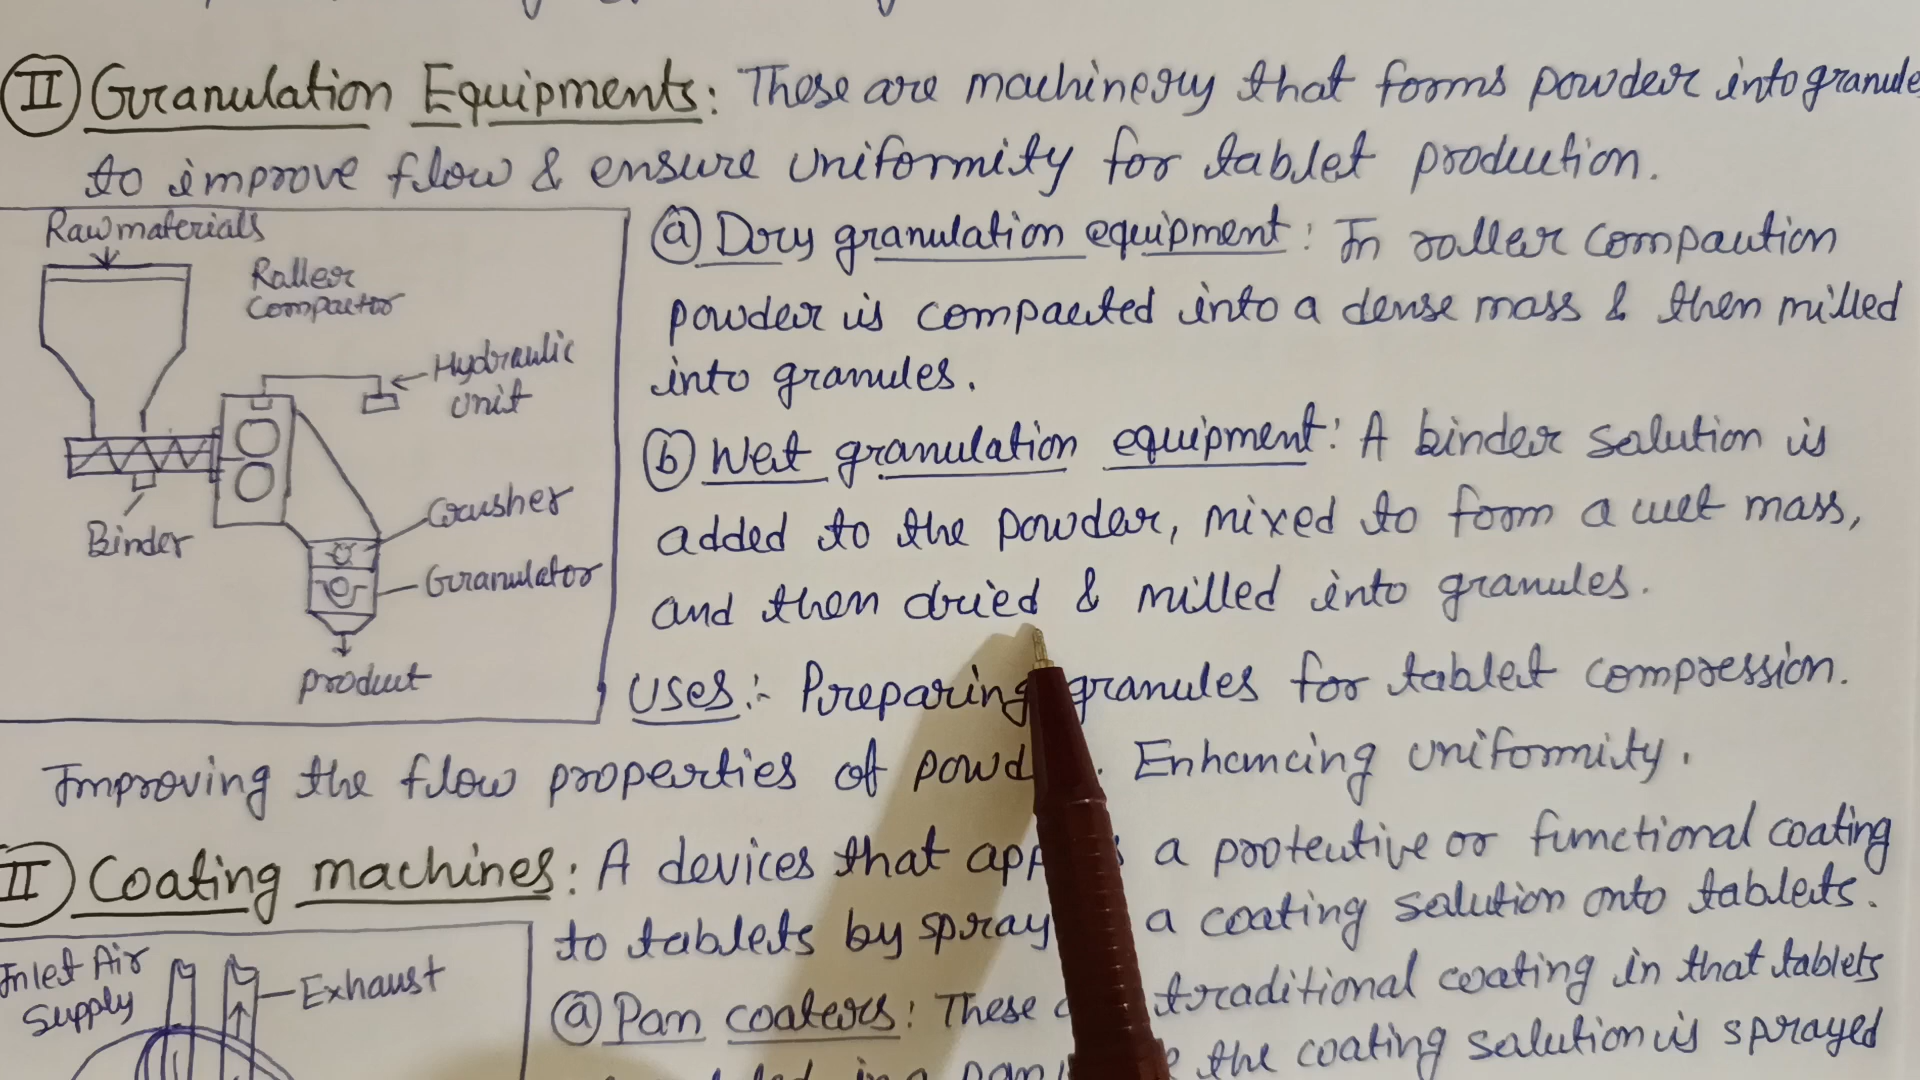 II Granulation Equipments: These are machinery that forms powder into granule
to improve flow & ensure uniformity for tablet production.
Raw materials
Roller
Compactor
Hydraulic
unit
Binder
Crusher
Granulator
product
(a) Dry granulation equipment: In roller compaction
powder is compacted into a dense mass & then milled
into granules.
(b) Wet granulation equipment: A binder solution is
added to the powder, mixed to form a wet mass,
and then dried & milled into granules.
Uses:- Preparing granules for tablet compression.
Improving the flow properties of Enhancing uniformity.
II Coating machines: A devices that a protective or functional coating
to tablets by a coating solution onto tablets.
Inlet Air
Supply
Exhaust
(a) Pan coaters: These traditional coating in that tablets
in a the coating solution is sprayed